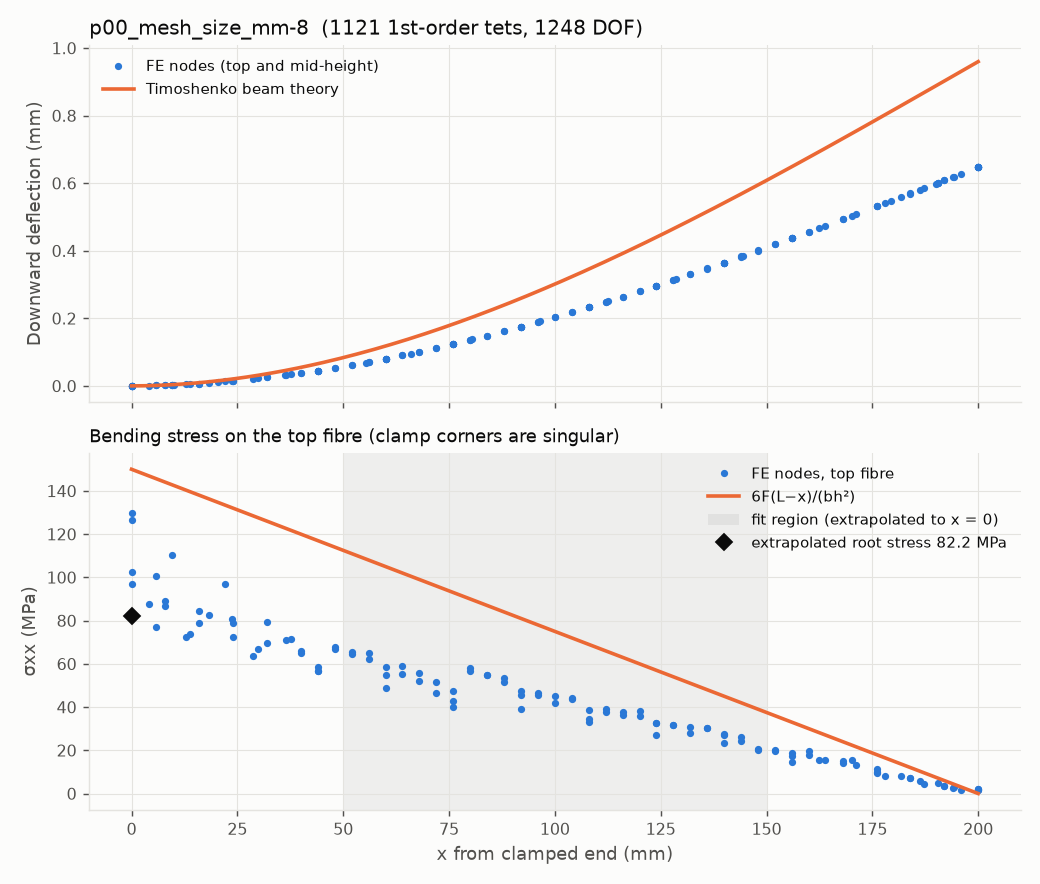 p00_mesh_size_mm-8  (1121 1st-order tets, 1248 DOF)
FE nodes (top and mid-height)
Timoshenko beam theory
Downward deflection (mm)
1.0
0.8
0.6
0.4
0.2
0.0
Bending stress on the top fibre (clamp corners are singular)
FE nodes, top fibre
6F(L−x)/(bh²)
fit region (extrapolated to x = 0)
extrapolated root stress 82.2 MPa
σxx (MPa)
140
120
100
80
60
40
20
0
0 25 50 75 100 125 150 175 200
x from clamped end (mm)